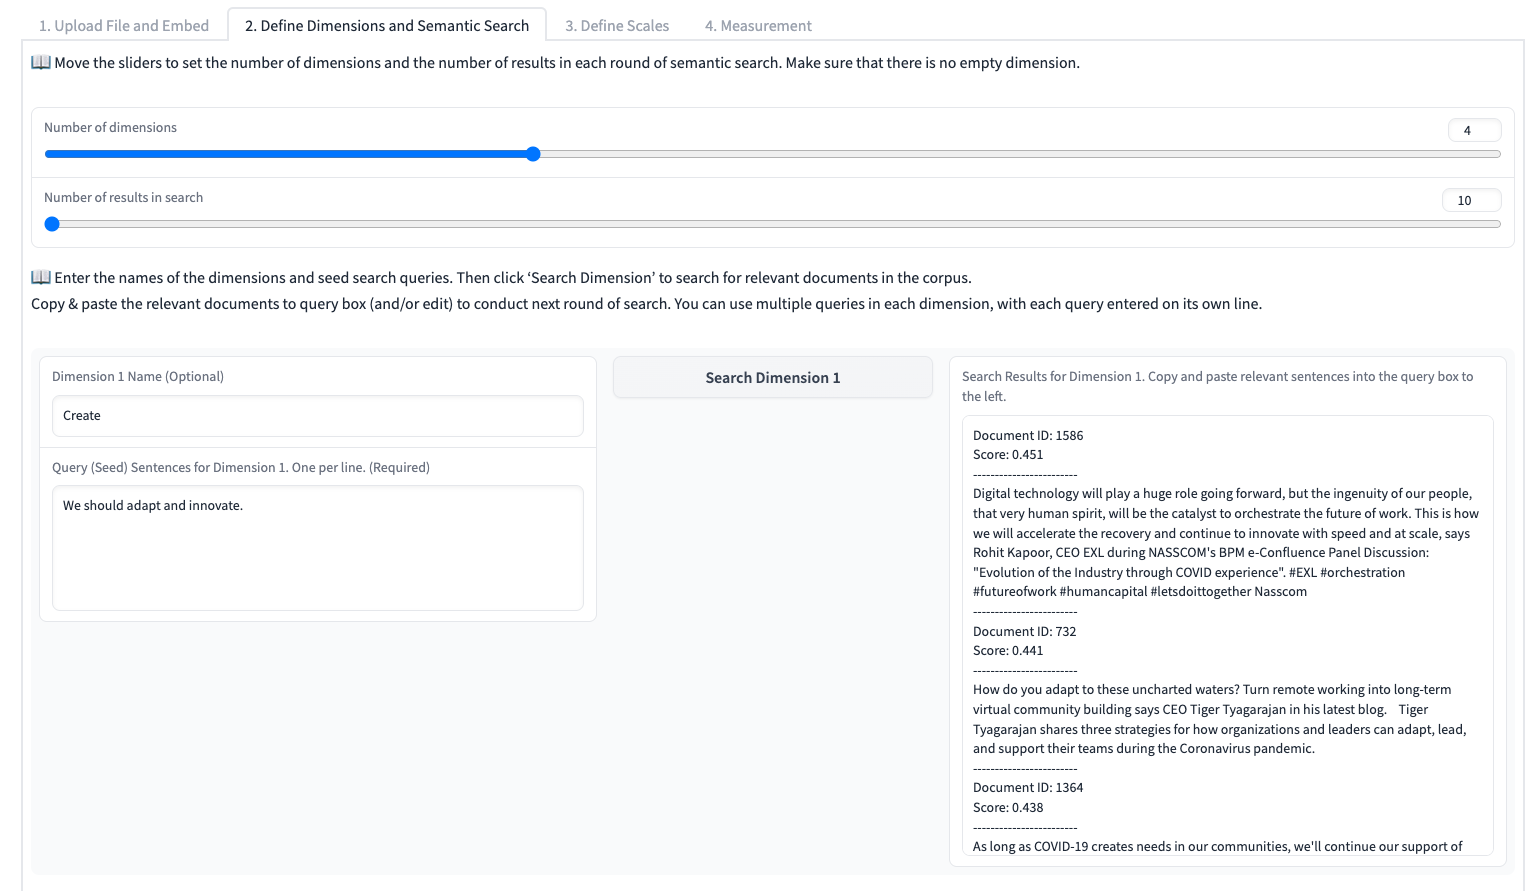 1. Upload File and Embed
2. Define Dimensions and Semantic Search
3. Define Scales
4. Measurement
📖 Move the sliders to set the number of dimensions and the number of results in each round of semantic search. Make sure that there is no empty dimension.
Number of dimensions
4
Number of results in search
10
📖 Enter the names of the dimensions and seed search queries. Then click ‘Search Dimension’ to search for relevant documents in the corpus.
Copy & paste the relevant documents to query box (and/or edit) to conduct next round of search. You can use multiple queries in each dimension, with each query entered on its own line.
Dimension 1 Name (Optional)
Create
Query (Seed) Sentences for Dimension 1. One per line. (Required)
We should adapt and innovate.
Search Dimension 1
Search Results for Dimension 1. Copy and paste relevant sentences into the query box to
the left.
Document ID: 1586
Score: 0.451
------------------------
Digital technology will play a huge role going forward, but the ingenuity of our people,
that very human spirit, will be the catalyst to orchestrate the future of work. This is how
we will accelerate the recovery and continue to innovate with speed and at scale, says
Rohit Kapoor, CEO EXL during NASSCOM's BPM e-Confluence Panel Discussion:
"Evolution of the Industry through COVID experience". #EXL #orchestration
#futureofwork #humancapital #letsdoittogether Nasscom
------------------------
Document ID: 732
Score: 0.441
------------------------
How do you adapt to these uncharted waters? Turn remote working into long-term
virtual community building says CEO Tiger Tyagarajan in his latest blog. Tiger
Tyagarajan shares three strategies for how organizations and leaders can adapt, lead,
and support their teams during the Coronavirus pandemic.
------------------------
Document ID: 1364
Score: 0.438
------------------------
As long as COVID-19 creates needs in our communities, we'll continue our support of